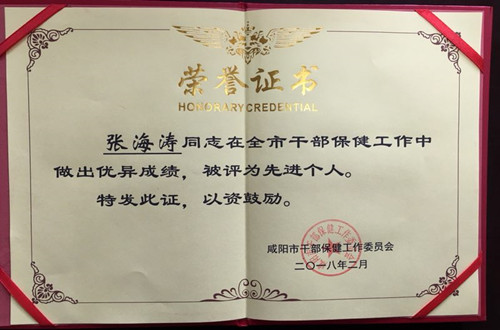 荣誉证书
HONORARY CREDENTIAL
张海涛同志在全市干部保健工作中
做出优异成绩，被评为先进个人。
特发此证，以资鼓励。
咸阳市干部保健工作委员会
二〇一八年二月